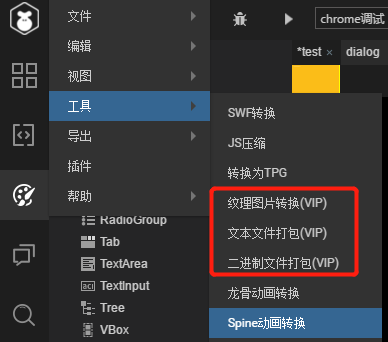 文件
编辑
视图
工具
导出
插件
帮助
chrome调试
*test ×
dialog
SWF转换
JS压缩
转换为TPG
纹理图片转换(VIP)
文本文件打包(VIP)
二进制文件打包(VIP)
龙骨动画转换
Spine动画转换
RadioGroup
Tab
TextArea
TextInput
Tree
VBox